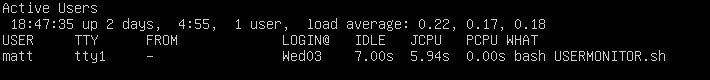 Active Users
18:47:35 up 2 days,  4:55,  1 user,  load average: 0.22, 0.17, 0.18
USER     TTY      FROM             LOGIN@   IDLE   JCPU   PCPU WHAT
matt     tty1     -                Wed03    7.00s  5.94s  0.00s bash USERMONITOR.sh